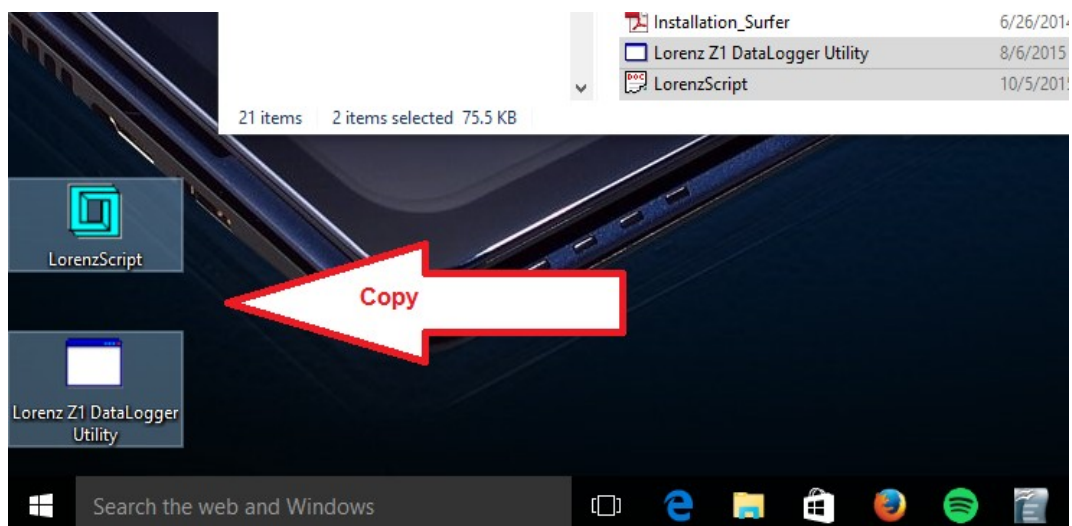 Installation_Surfer 6/26/2014
Lorenz Z1 DataLogger Utility 8/6/2015
DOC LorenzScript 10/5/2015
21 items 2 items selected 75.5 KB
LorenzScript
Copy
Lorenz Z1 DataLogger
Utility
Search the web and Windows